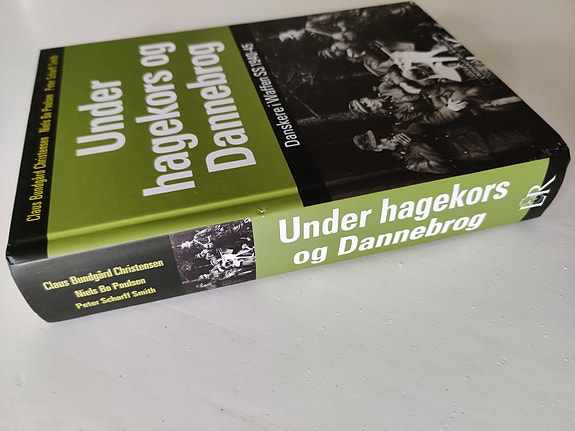 Claus Bundgård Christensen Niels Bo Poulsen Peter Scharff Smith
Under
hagekors og
Dannebrog
Danskere i Waffen SS 1940-45
Claus Bundgård Christensen
Niels Bo Poulsen
Peter Scharff Smith
Under hagekors
og Dannebrog